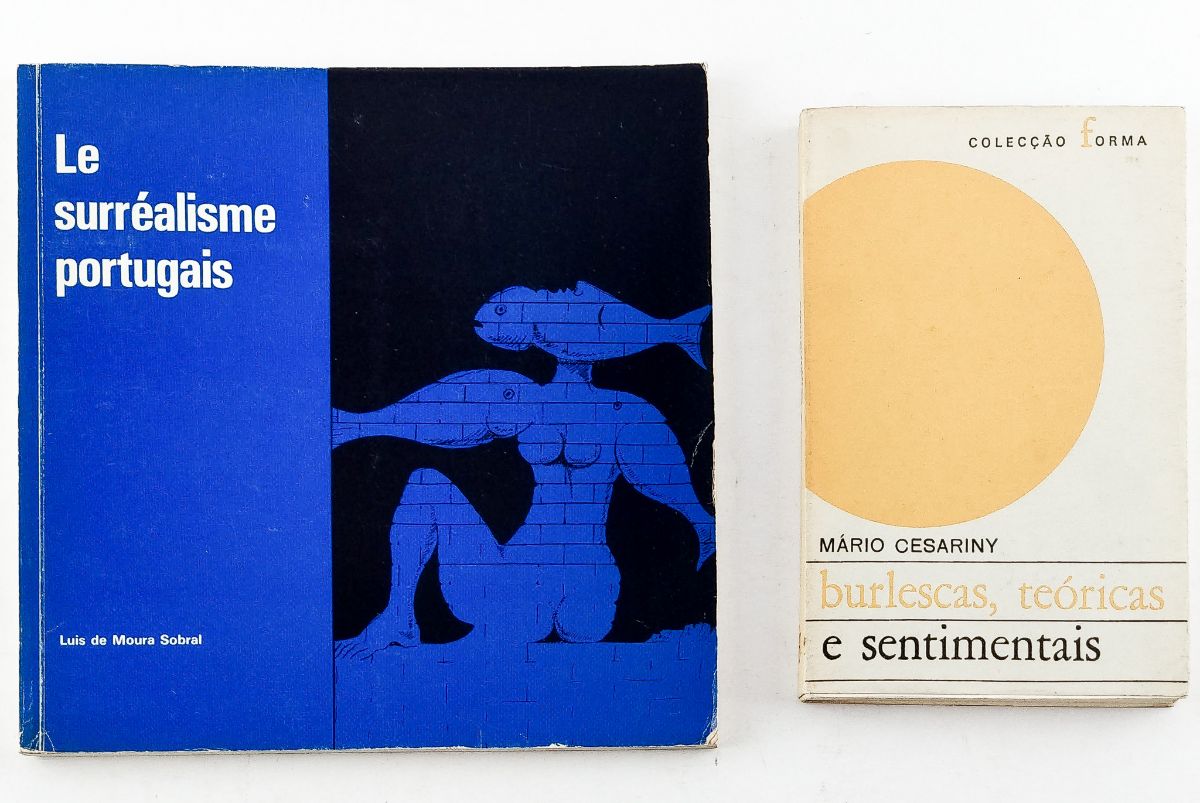 Le
surréalisme
portugais
Luis de Moura Sobral
COLECÇÃO FORMA
MÁRIO CESARINY
burlescas, teóricas
e sentimentais